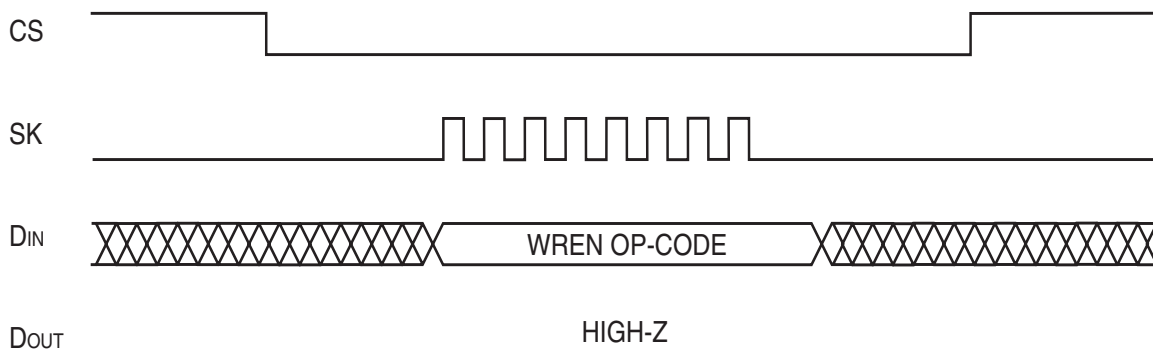 CS
SK
DIN
WREN OP-CODE
DOUT
HIGH-Z